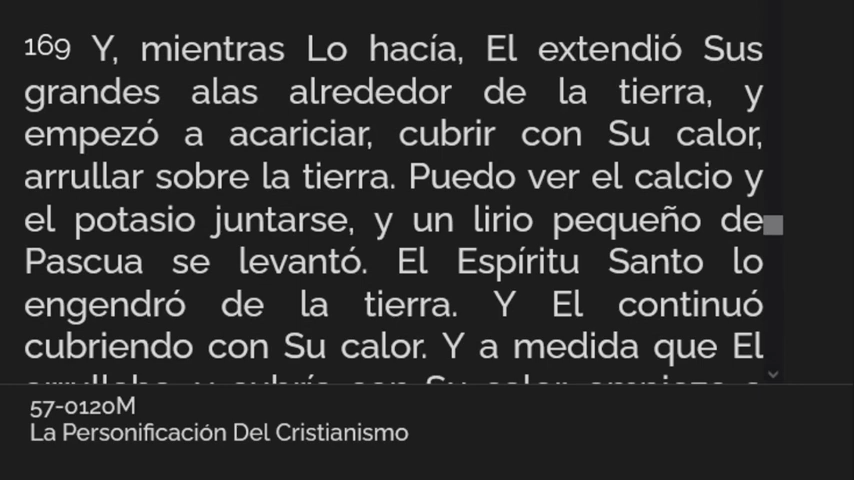 169 Y, mientras Lo hacía, El extendió Sus
grandes alas alrededor de la tierra, y
empezó a acariciar, cubrir con Su calor,
arrullar sobre la tierra. Puedo ver el calcio y
el potasio juntarse, y un lirio pequeño de
Pascua se levantó. El Espíritu Santo lo
engendró de la tierra. Y El continuó
cubriendo con Su calor. Y a medida que El
57-0120M
La Personificación Del Cristianismo